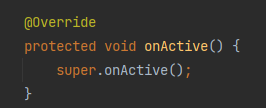 @Override
protected void onActive() {
    super.onActive();
}